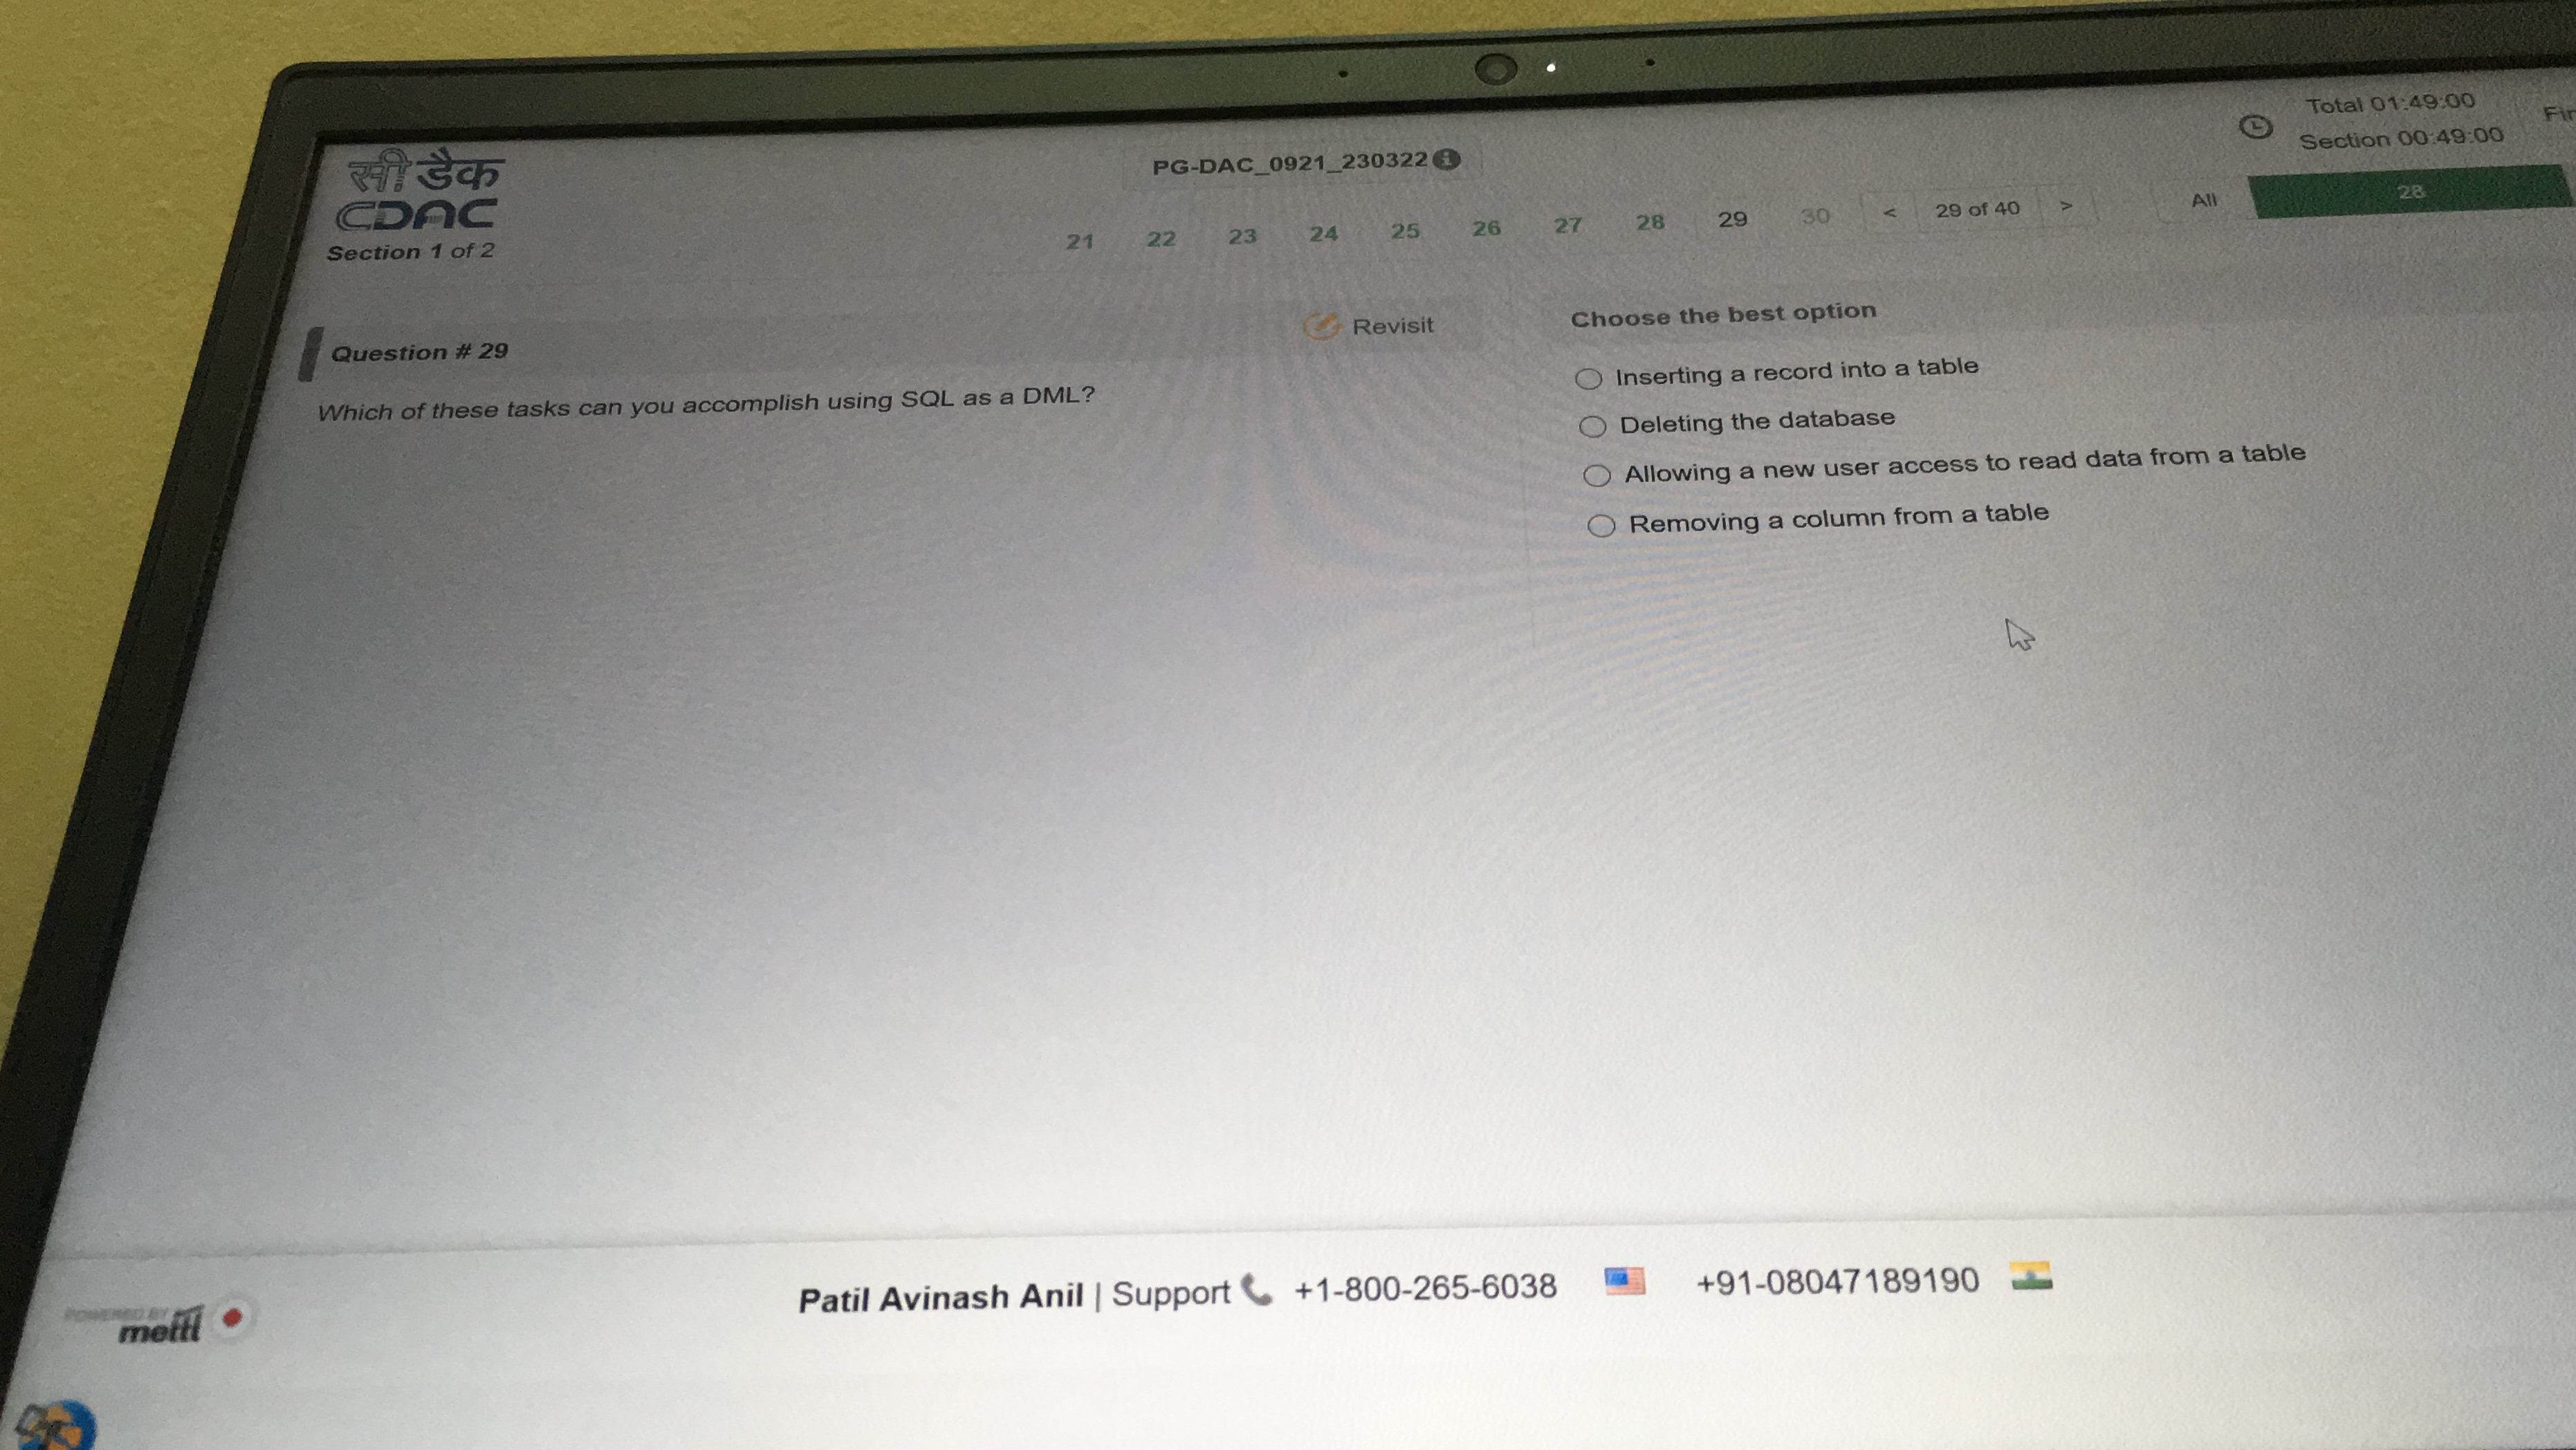 सी डैक
CDAC
Section 1 of 2
PG-DAC_0921_230322
Total 01:49:00
Section 00:49:00
21 22 23 24 25 26 27 28 29 30 < 29 of 40 > All 28
Question # 29
Revisit
Which of these tasks can you accomplish using SQL as a DML?
Choose the best option
Inserting a record into a table
Deleting the database
Allowing a new user access to read data from a table
Removing a column from a table
POWERED BY
mettl
Patil Avinash Anil | Support +1-800-265-6038 +91-08047189190